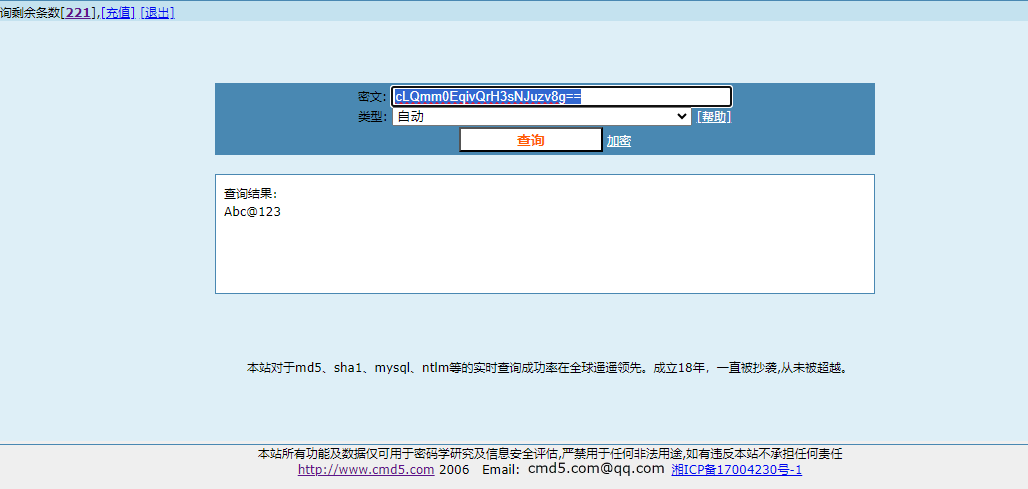 询剩余条数[221],[充值] [退出]
密文: cLQmm0EqivQrH3sNJuzv8g==
类型: 自动 [帮助]
查询 加密
查询结果:
Abc@123
本站对于md5、sha1、mysql、ntlm等的实时查询成功率在全球遥遥领先。成立18年，一直被抄袭,从未被超越。
本站所有功能及数据仅可用于密码学研究及信息安全评估,严禁用于任何非法用途,如有违反本站不承担任何责任
http://www.cmd5.com 2006 Email: cmd5.com@qq.com 湘ICP备17004230号-1